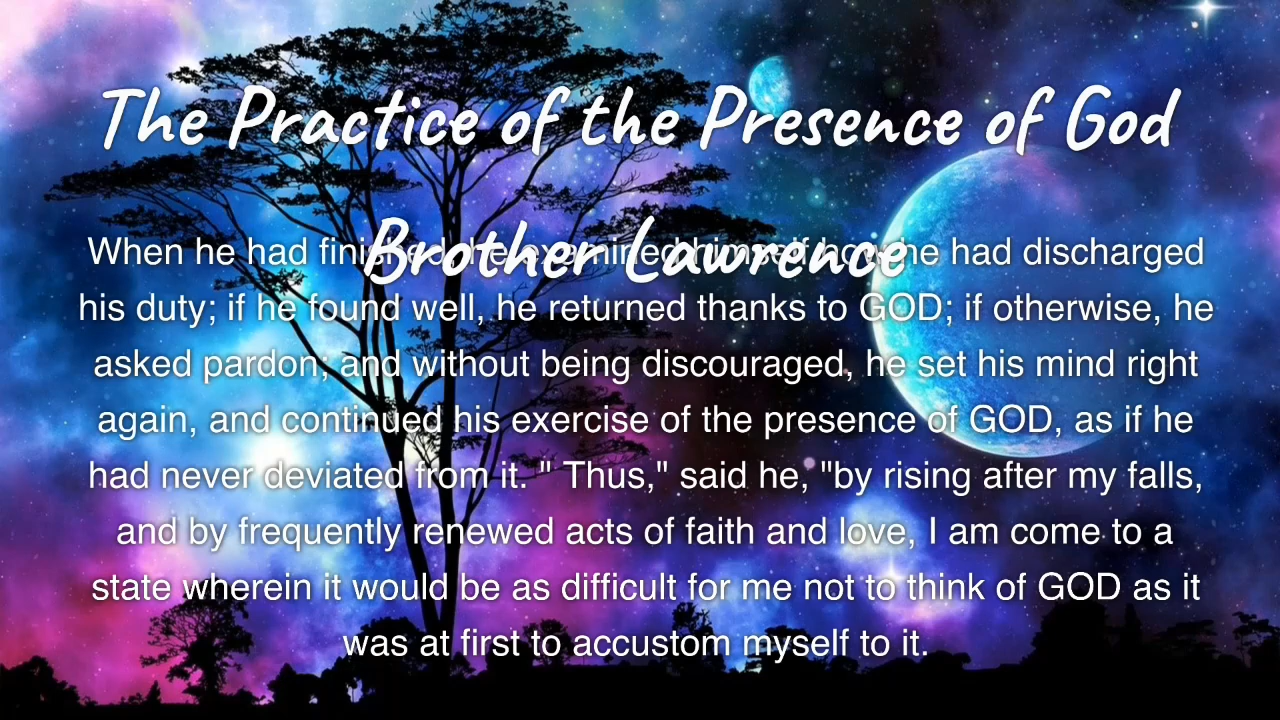 The Practice of the Presence of God
Brother Lawrence
When he had finished, he examined himself how he had discharged
his duty; if he found well, he returned thanks to GOD; if otherwise, he
asked pardon; and without being discouraged, he set his mind right
again, and continued his exercise of the presence of GOD, as if he
had never deviated from it. " Thus," said he, "by rising after my falls,
and by frequently renewed acts of faith and love, I am come to a
state wherein it would be as difficult for me not to think of GOD as it
was at first to accustom myself to it.